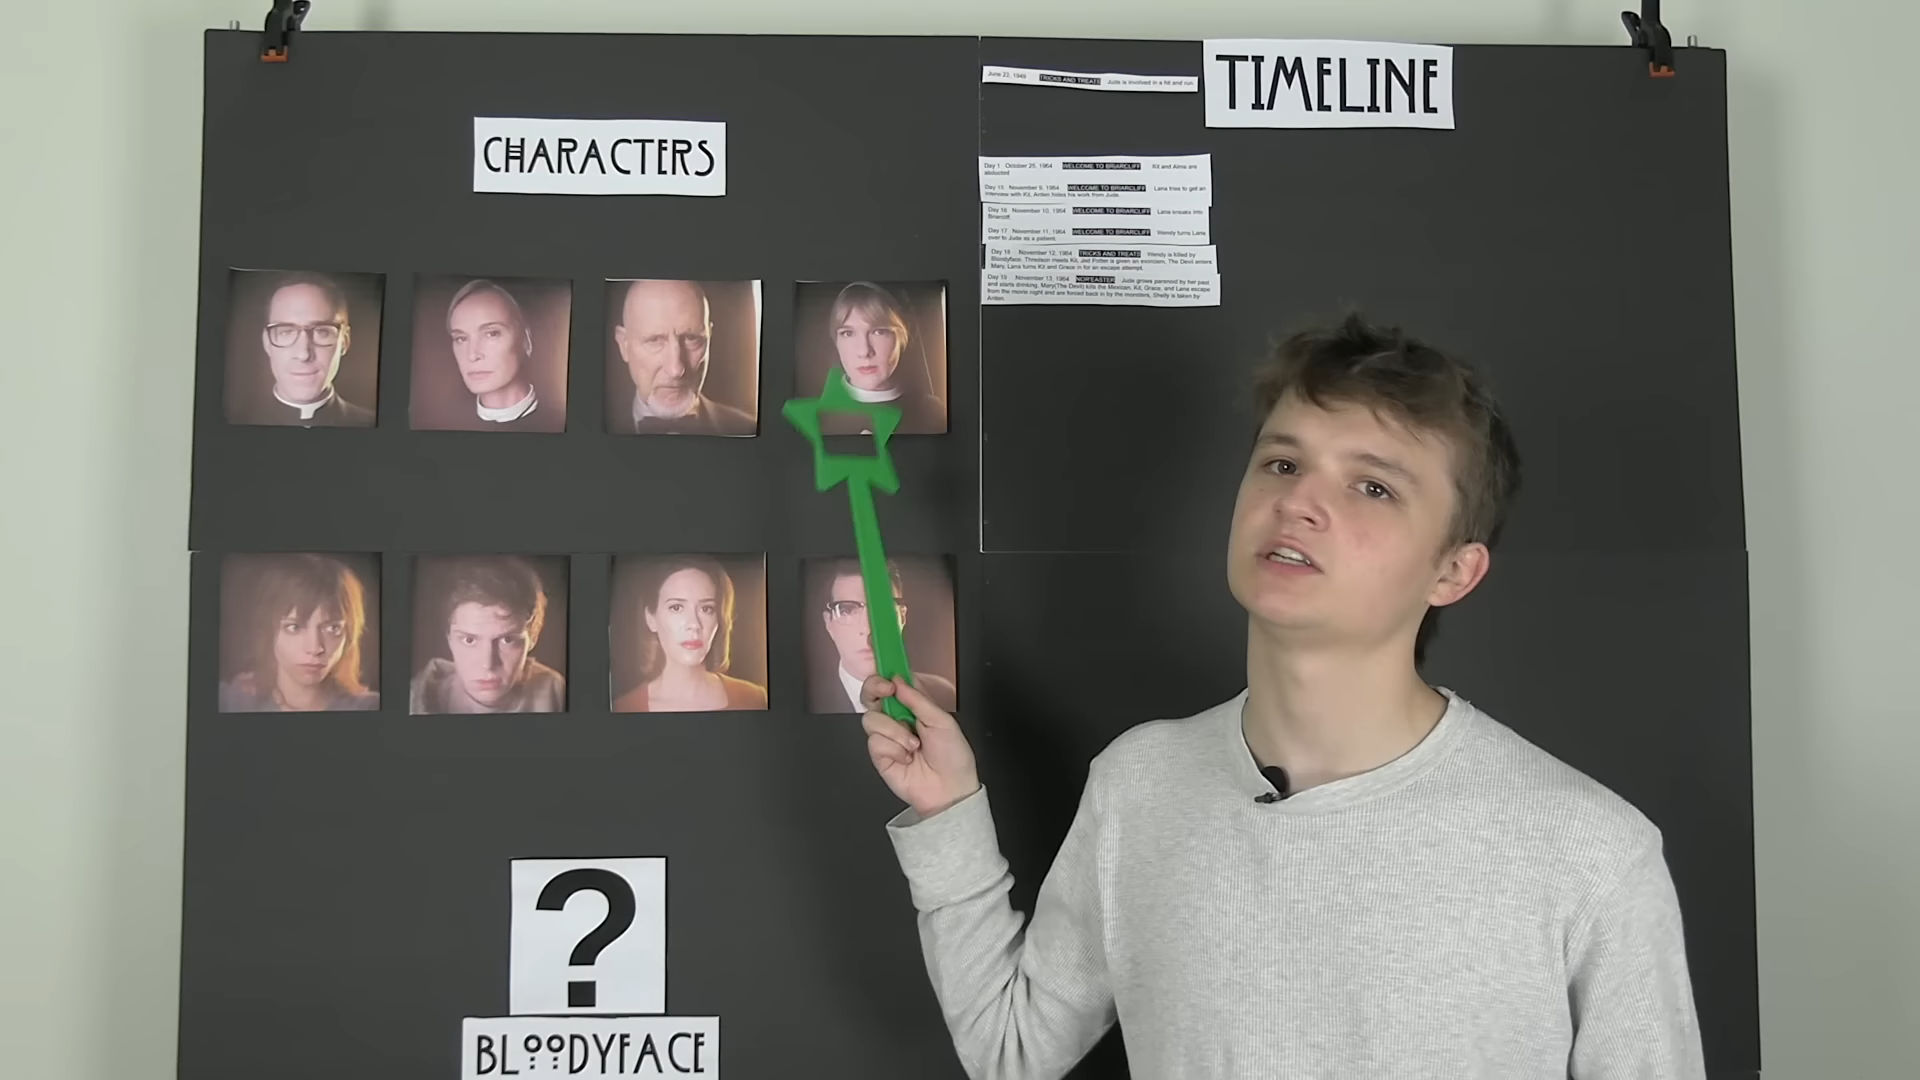 CHARACTERS
TIMELINE
June 22, 1949 TRICKS AND TREATS Jude is involved in a hit and run
Day 1 October 25, 1964 WELCOME TO BRIARCLIFF Kit and Alma are
abducted
Day 15 November 9, 1964 WELCOME TO BRIARCLIFF Lana tries to get an
interview with Kit, Arden hides his work from Jude.
Day 16 November 10, 1964 WELCOME TO BRIARCLIFF Lana sneaks into
Briarcliff.
Day 17 November 11, 1964 WELCOME TO BRIARCLIFF Wendy turns Lana
over to Jude as a patient.
Day 18 November 12, 1964 TRICKS AND TREATS Wendy is killed by
Bloodyface, Thredson meets Kit, Jed Potter is given an exorcism, The Devil enters
Mary, Lana turns Kit and Grace in for an escape attempt.
Day 19 November 13, 1964 NOR'EASTER Jude grows paranoid by her past
and starts drinking, Mary(The Devil) kills the Mexican, Kit, Grace, and Lana escape
from the movie night and are forced back in by the monsters, Shelly is taken by
Arden.
?
BLOODYFACE